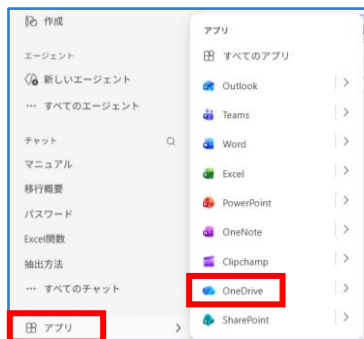 作成
エージェント
新しいエージェント
… すべてのエージェント
チャット
マニュアル
移行概要
パスワード
Excel関数
抽出方法
… すべてのチャット
アプリ
アプリ
すべてのアプリ
Outlook
Teams
Word
Excel
PowerPoint
OneNote
Clipchamp
OneDrive
SharePoint